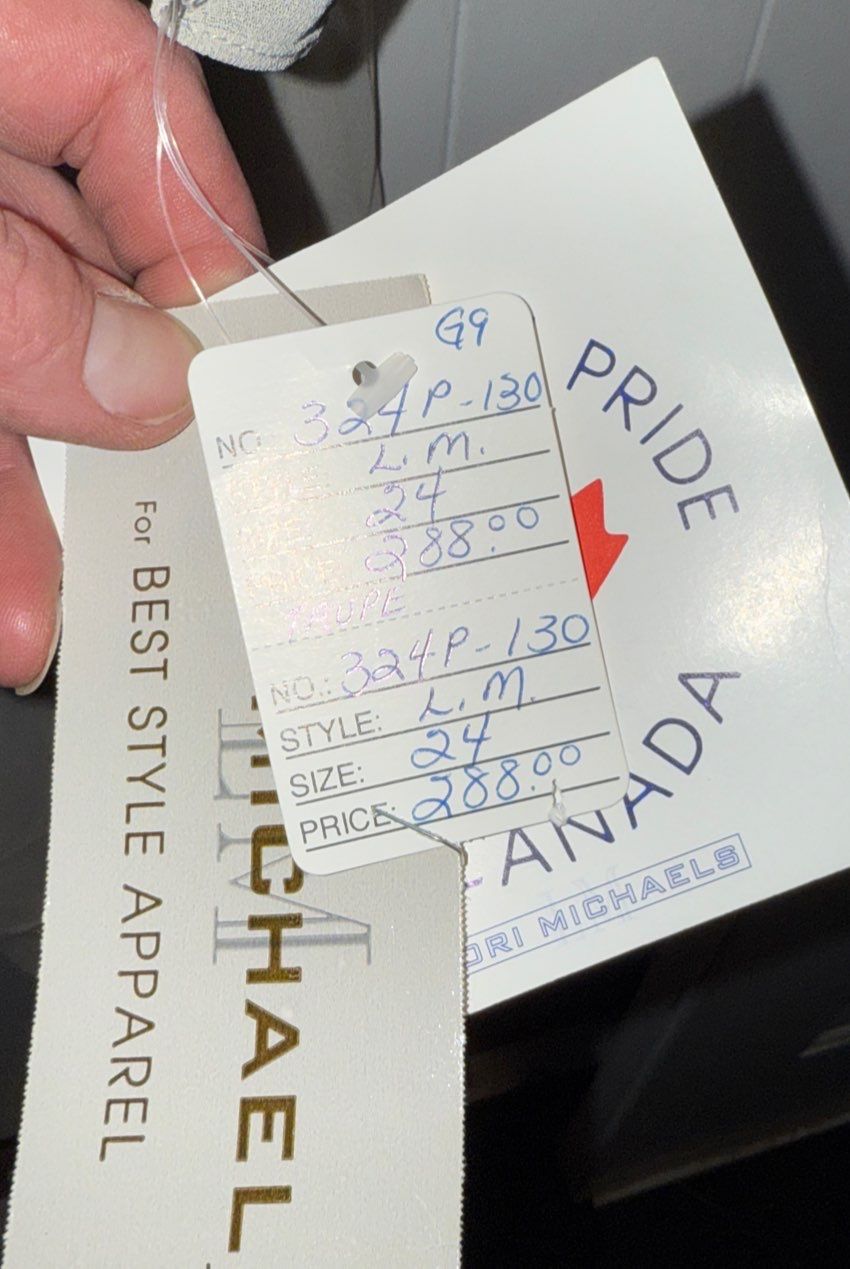 G9
NO 324P-130
L.M.
24
288.00
TAUPE
NO.: 324P-130
STYLE: L.M.
SIZE: 24
PRICE: 288.00
PRIDE
ANADA
ORI MICHAELS
For BEST STYLE APPAREL
LM
MICHAEL